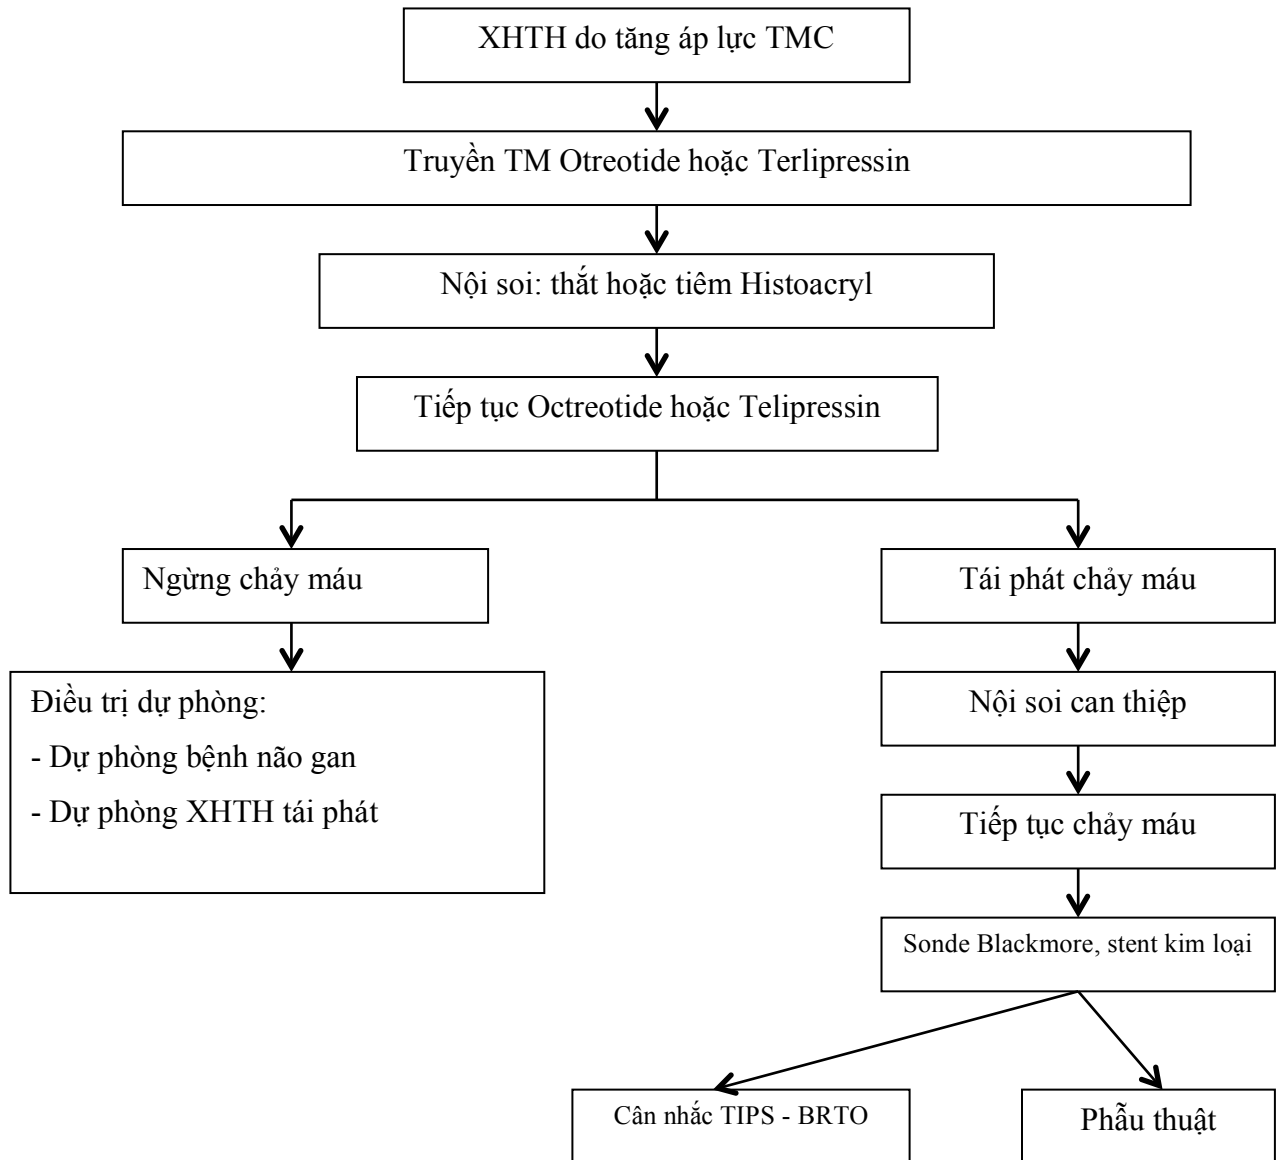 XHTH do tăng áp lực TMC
Truyền TM Otreotide hoặc Terlipressin
Nội soi: thắt hoặc tiêm Histoacryl
Tiếp tục Octreotide hoặc Telipressin
Ngừng chảy máu
Tái phát chảy máu
Điều trị dự phòng:
- Dự phòng bệnh não gan
- Dự phòng XHTH tái phát
Nội soi can thiệp
Tiếp tục chảy máu
Sonde Blackmore, stent kim loại
Cân nhắc TIPS - BRTO
Phẫu thuật